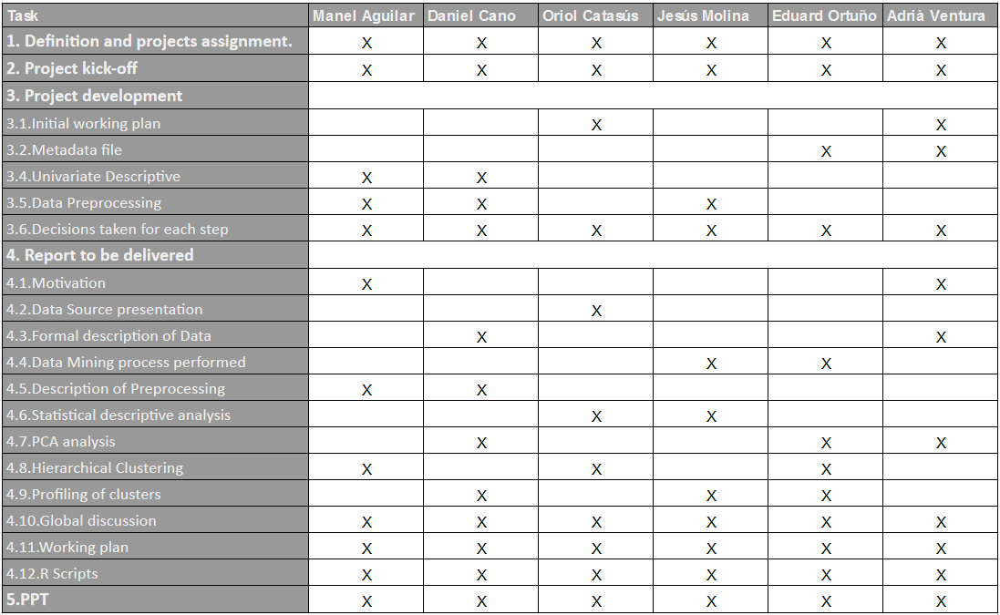 Task Manel Aguilar Daniel Cano Oriol Catasús Jesús Molina Eduard Ortuño Adrià Ventura
1. Definition and projects assignment. X X X X X X
2. Project kick-off X X X X X X
3. Project development
3.1.Initial working plan X X
3.2.Metadata file X X
3.4.Univariate Descriptive X X
3.5.Data Preprocessing X X X
3.6.Decisions taken for each step X X X X X X
4. Report to be delivered
4.1.Motivation X X
4.2.Data Source presentation X
4.3.Formal description of Data X X
4.4.Data Mining process performed X X
4.5.Description of Preprocessing X X
4.6.Statistical descriptive analysis X X
4.7.PCA analysis X X X
4.8.Hierarchical Clustering X X X
4.9.Profiling of clusters X X X
4.10.Global discussion X X X X X X
4.11.Working plan X X X X X X
4.12.R Scripts X X X X X X
5.PPT X X X X X X